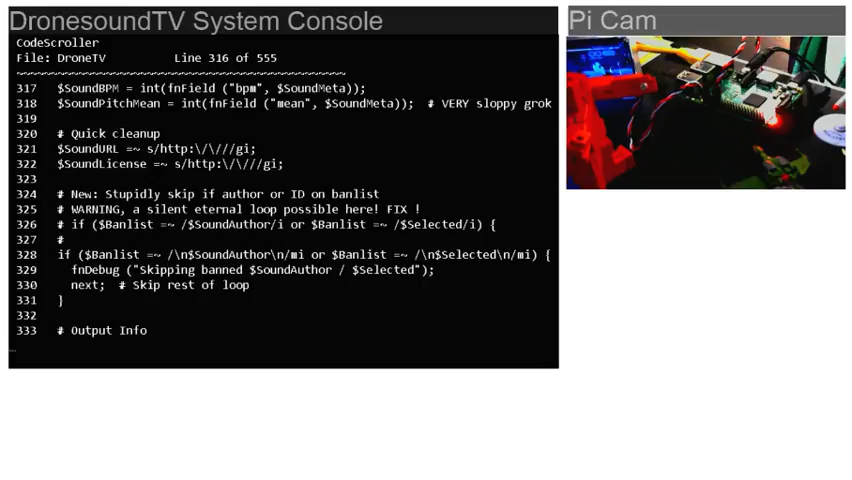 DronesoundTV System Console
Pi Cam
CodeScroller
File: DroneTV Line 316 of 555
~~~~~~~~~~~~~~~~~~~~~~~~~~~~~~~~~~~~~~~~~~~~
317 $SoundBPM = int(fnField ("bpm", $SoundMeta));
318 $SoundPitchMean = int(fnField ("mean", $SoundMeta)); # VERY sloppy grok
319
320 # Quick cleanup
321 $SoundURL =~ s/http:\/\///gi;
322 $SoundLicense =~ s/http:\/\///gi;
323
324 # New: Stupidly skip if author or ID on banlist
325 # WARNING, a silent eternal loop possible here! FIX !
326 # if ($Banlist =~ /$SoundAuthor/i or $Banlist =~ /$Selected/i) {
327 #
328 if ($Banlist =~ /\n$SoundAuthor\n/mi or $Banlist =~ /\n$Selected\n/mi) {
329 fnDebug ("Skipping banned $SoundAuthor / $Selected");
330 next; # Skip rest of loop
331 }
332
333 # Output Info